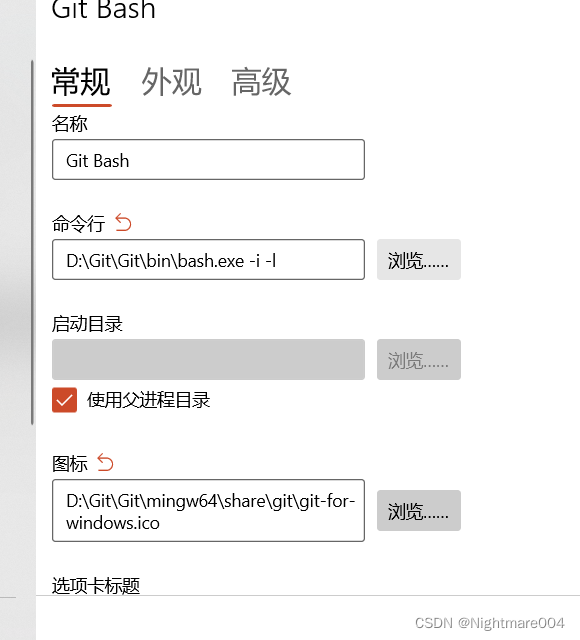 Git Bash
常规 外观 高级
名称
Git Bash
命令行
D:\Git\Git\bin\bash.exe -i -l 浏览......
启动目录
浏览......
使用父进程目录
图标
D:\Git\Git\mingw64\share\git\git-for-
windows.ico
浏览......
选项卡标题
CSDN @Nightmare004